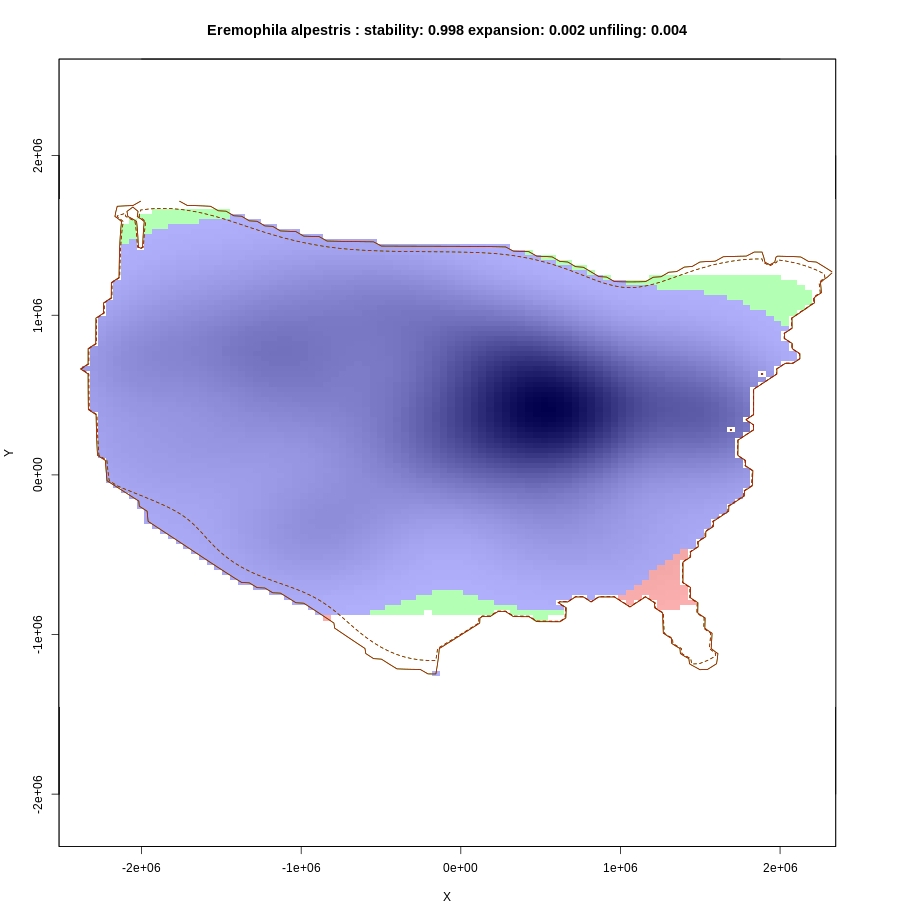 Eremophila alpestris : stability: 0.998 expansion: 0.002 unfiling: 0.004
2e+06
1e+06
0e+00
-1e+06
-2e+06
Y
-2e+06 -1e+06 0e+00 1e+06 2e+06
X